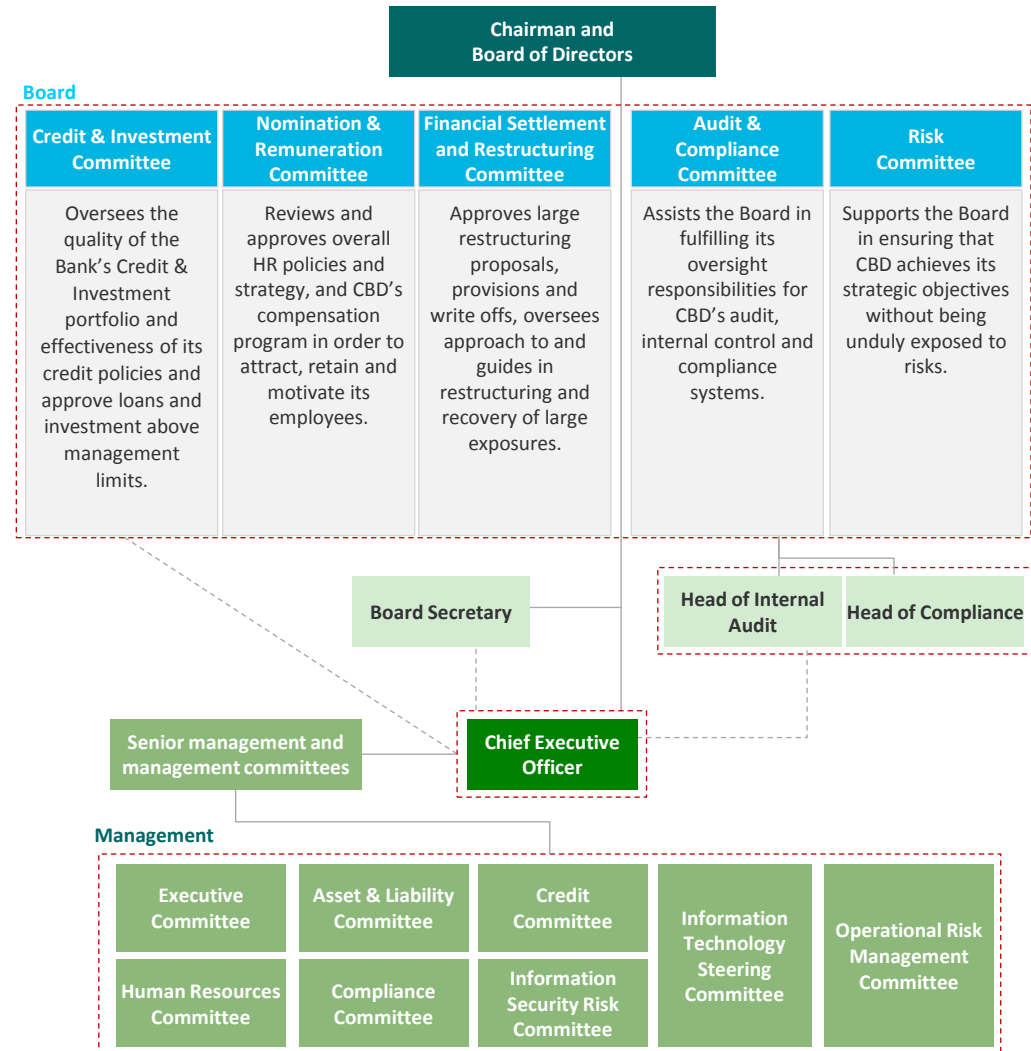 Chairman and
Board of Directors
Board
Credit & Investment
Committee
Oversees the
quality of the
Bank's Credit &
Investment
portfolio and
effectiveness of its
credit policies and
approve loans and
investment above
management
limits.
Nomination &
Remuneration
Committee
Reviews and
approves overall
HR policies and
strategy, and CBD's
compensation
program in order to
attract, retain and
motivate its
employees.
Financial Settlement
and Restructuring
Committee
Approves large
restructuring
proposals,
provisions and
write offs, oversees
approach to and
guides in
restructuring and
recovery of large
exposures.
Audit &
Compliance
Committee
Assists the Board in
fulfilling its
oversight
responsibilities for
CBD's audit,
internal control and
compliance
systems.
Risk
Committee
Supports the Board
in ensuring that
CBD achieves its
strategic objectives
without being
unduly exposed to
risks.
Board Secretary
Head of Internal
Audit
Head of Compliance
Senior management and
management committees
Chief Executive
Officer
Management
Executive
Committee
Asset & Liability
Committee
Credit
Committee
Information
Technology
Steering
Committee
Operational Risk
Management
Committee
Human Resources
Committee
Compliance
Committee
Information
Security Risk
Committee